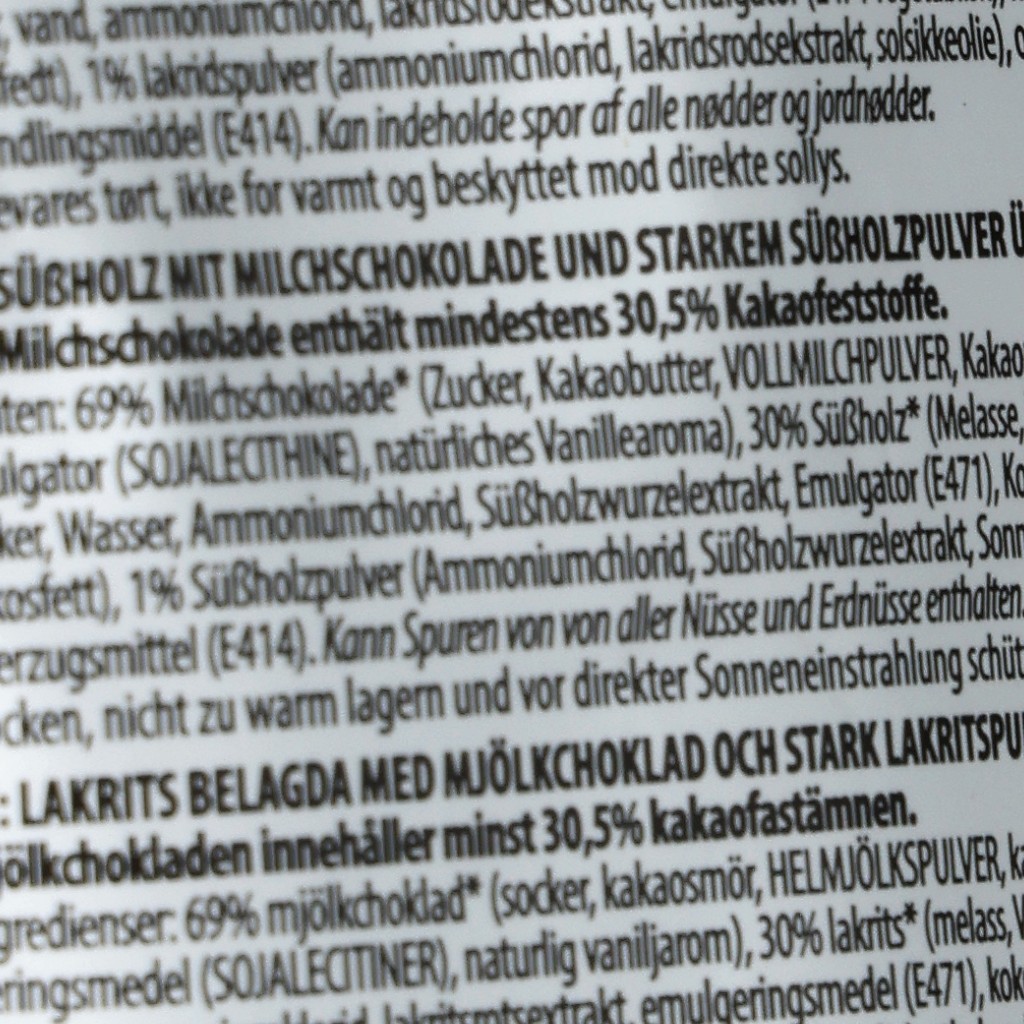 vand, ammoniumchlorid, lakridsrodekstrakt, emulgator
fedt), 1% lakridspulver (ammoniumchlorid, lakridsrodsekstrakt, solsikkeolie),
ndlingsmiddel (E414). Kan indeholde spor af alle nødder og jordnødder.
evares tørt, ikke for varmt og beskyttet mod direkte sollys.
SÜßHOLZ MIT MILCHSCHOKOLADE UND STARKEM SÜßHOLZPULVER Ü
Milchschokolade enthält mindestens 30,5% Kakaofeststoffe.
ten: 69% Milchschokolade* (Zucker, Kakaobutter, VOLLMILCHPULVER, Kakao
ulgator (SOJALECITHINE), natürliches Vanillearoma), 30% Süßholz* (Melasse,
ker, Wasser, Ammoniumchlorid, Süßholzwurzelextrakt, Emulgator (E471), Ko
kosfett), 1% Süßholzpulver (Ammoniumchlorid, Süßholzwurzelextrakt, Sonn
erzugsmittel (E414). Kann Spuren von von aller Nüsse und Erdnüsse enthalten.
ocken, nicht zu warm lagern und vor direkter Sonneneinstrahlung schüt
: LAKRITS BELAGDA MED MJÖLKCHOKLAD OCH STARK LAKRITSPU
jölkchokladen innehåller minst 30,5% kakaofastämnen.
gredienser: 69% mjölkchoklad* (socker, kakaosmör, HELMJÖLKSPULVER, ka
eringsmedel (SOJALECITINER), naturlig vaniljarom), 30% lakrits* (melass, V
lakritsrotsextrakt, emulgeringsmedel (E471), kok